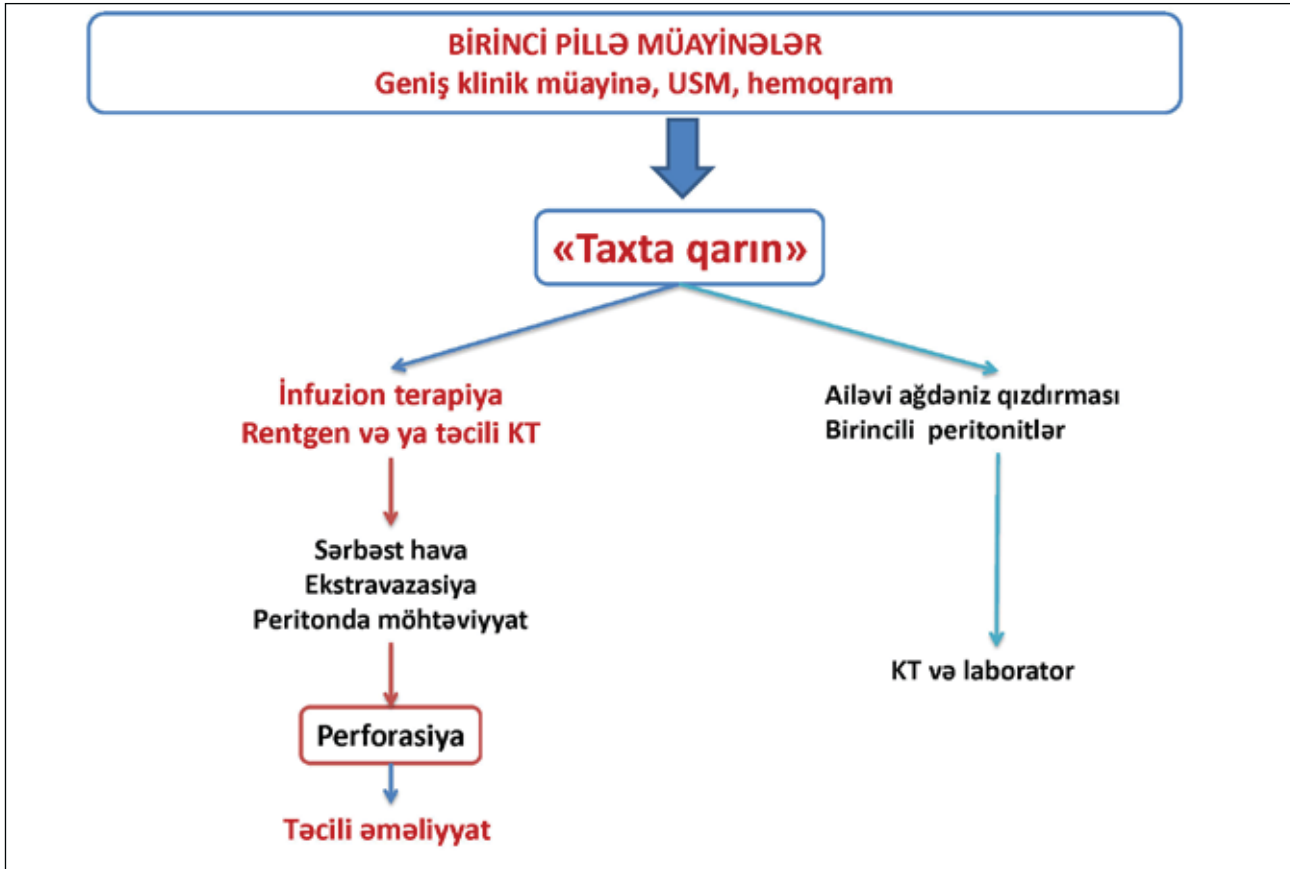 BİRİNCİ PİLLƏ MÜAYİNƏLƏR
Geniş klinik müayinə, USM, hemoqram
«Taxta qarın»
İnfuzion terapiya
Rentgen və ya təcili KT
Sərbəst hava
Ekstravazasiya
Peritonda möhtəviyyat
Perforasiya
Təcili əməliyyat
Ailəvi ağdəniz qızdırması
Birincili peritonitlər
KT və laborator